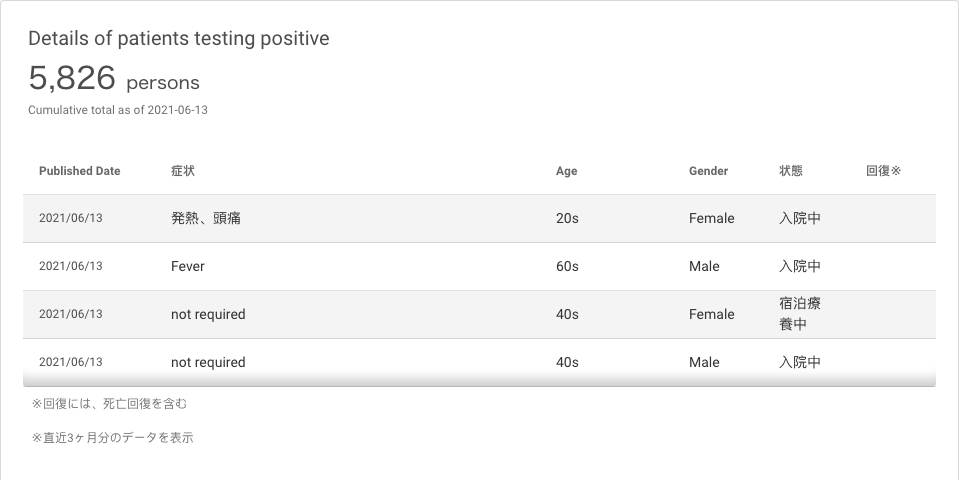 Details of patients testing positive
5,826 persons
Cumulative total as of 2021-06-13
Published Date 症状 Age Gender 状態 回復※
2021/06/13 発熱、頭痛 20s Female 入院中
2021/06/13 Fever 60s Male 入院中
2021/06/13 not required 40s Female 宿泊療
養中
2021/06/13 not required 40s Male 入院中
※回復には、死亡回復を含む
※直近3ヶ月分のデータを表示